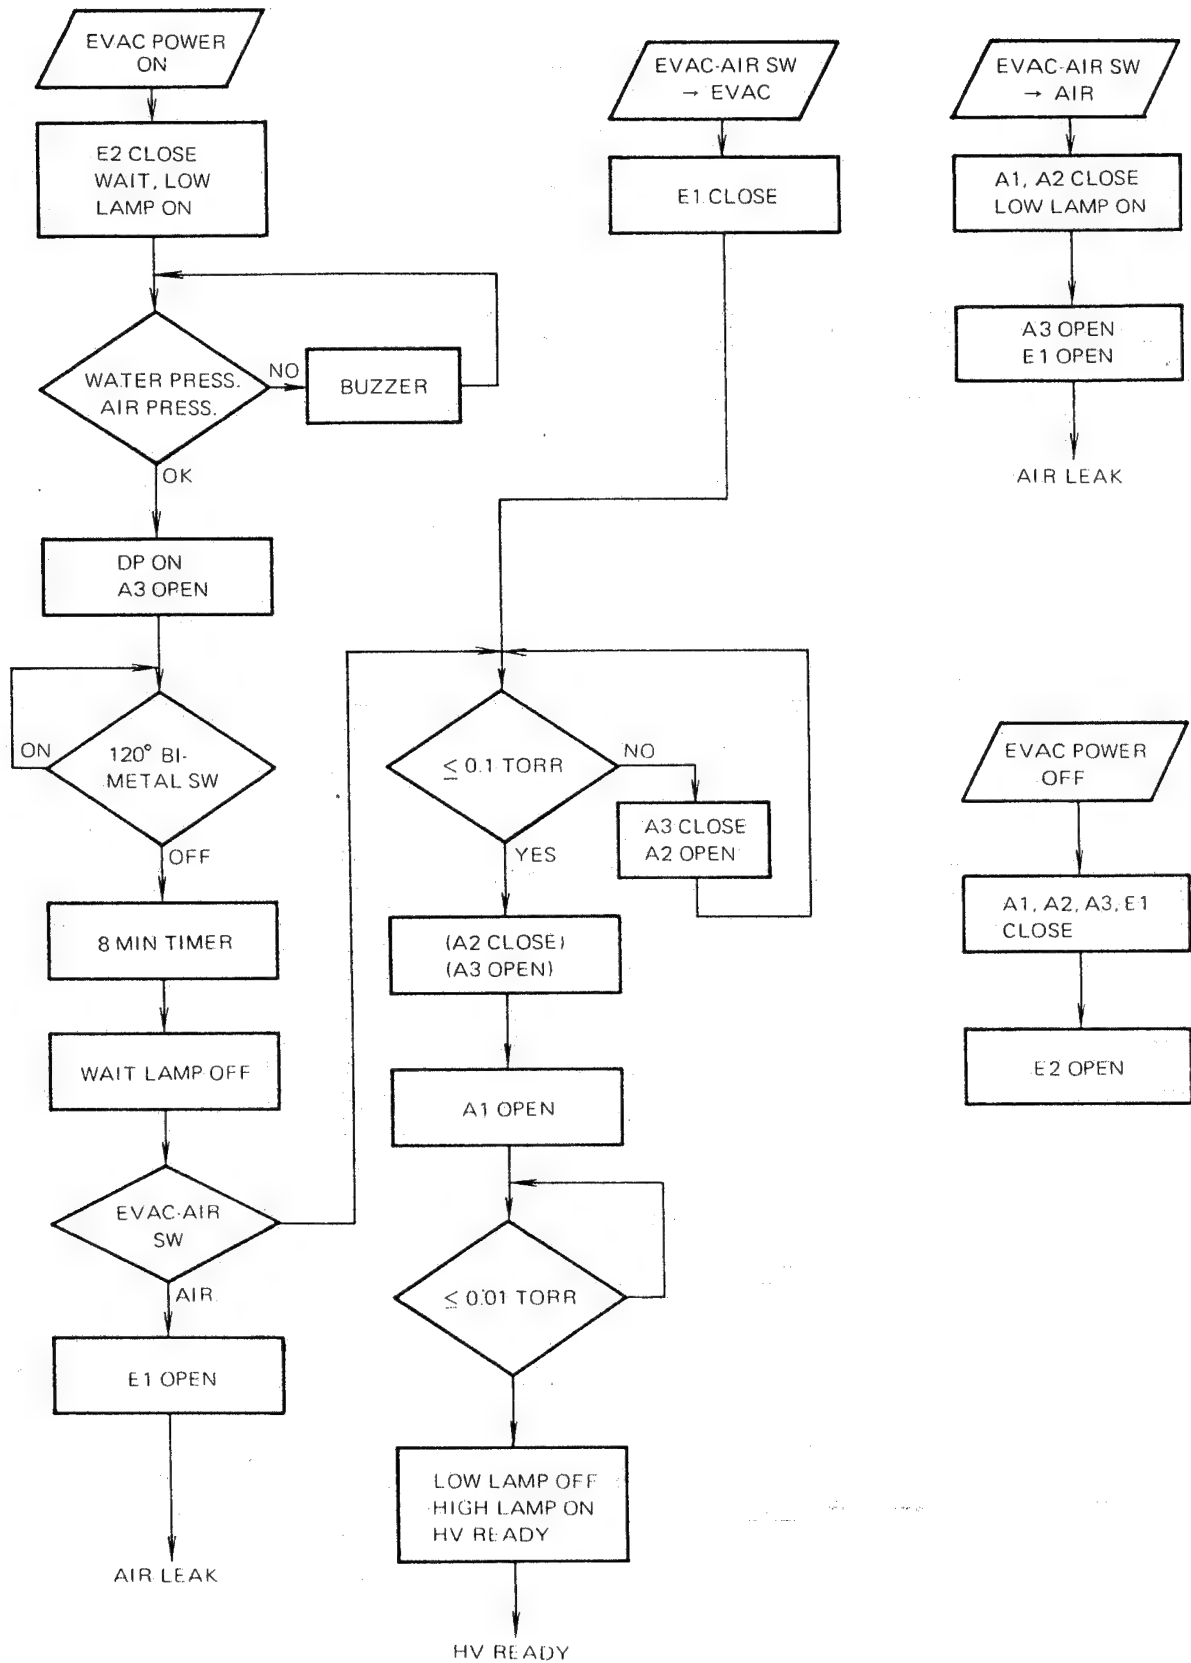 EVAC POWER
ON
E2 CLOSE
WAIT, LOW
LAMP ON
WATER PRESS.
AIR PRESS.
NO
BUZZER
OK
DP ON
A3 OPEN
ON
120° BI-
METAL SW
OFF
8 MIN TIMER
WAIT LAMP OFF
EVAC-AIR
SW
AIR
E1 OPEN
AIR LEAK
EVAC-AIR SW
→ EVAC
E1 CLOSE
≤ 0.1 TORR
NO
A3 CLOSE
A2 OPEN
YES
(A2 CLOSE)
(A3 OPEN)
A1 OPEN
≤ 0.01 TORR
LOW LAMP OFF
HIGH LAMP ON
HV READY
HV READY
EVAC-AIR SW
→ AIR
A1, A2 CLOSE
LOW LAMP ON
A3 OPEN
E1 OPEN
AIR LEAK
EVAC POWER
OFF
A1, A2, A3, E1
CLOSE
E2 OPEN